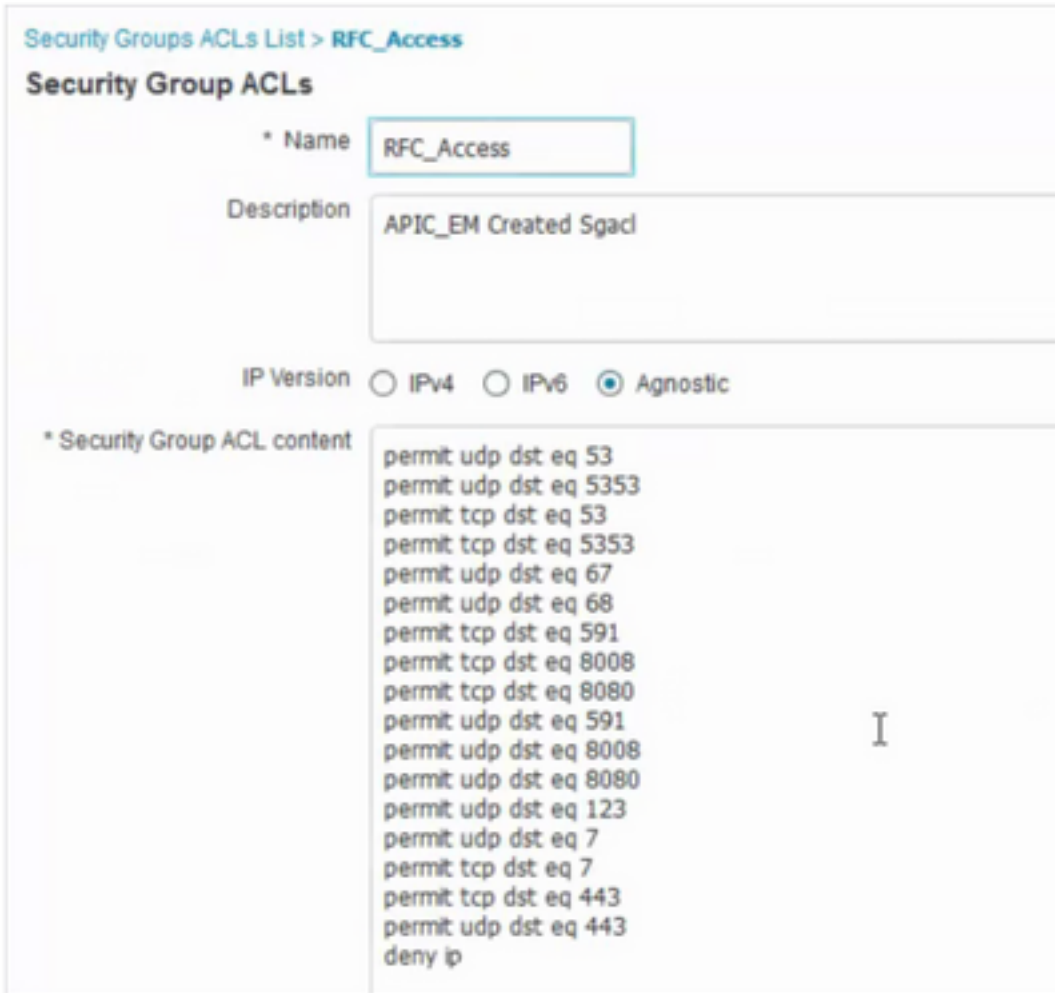 Security Groups ACLs List > RFC_Access
Security Group ACLs
* Name RFC_Access
Description APIC_EM Created Sgacl
IP Version IPv4 IPv6 Agnostic
* Security Group ACL content
permit udp dst eq 53
permit udp dst eq 5353
permit tcp dst eq 53
permit tcp dst eq 5353
permit udp dst eq 67
permit udp dst eq 68
permit tcp dst eq 591
permit tcp dst eq 8008
permit tcp dst eq 8080
permit udp dst eq 591
permit udp dst eq 8008
permit udp dst eq 8080
permit udp dst eq 123
permit udp dst eq 7
permit tcp dst eq 7
permit tcp dst eq 443
permit udp dst eq 443
deny ip